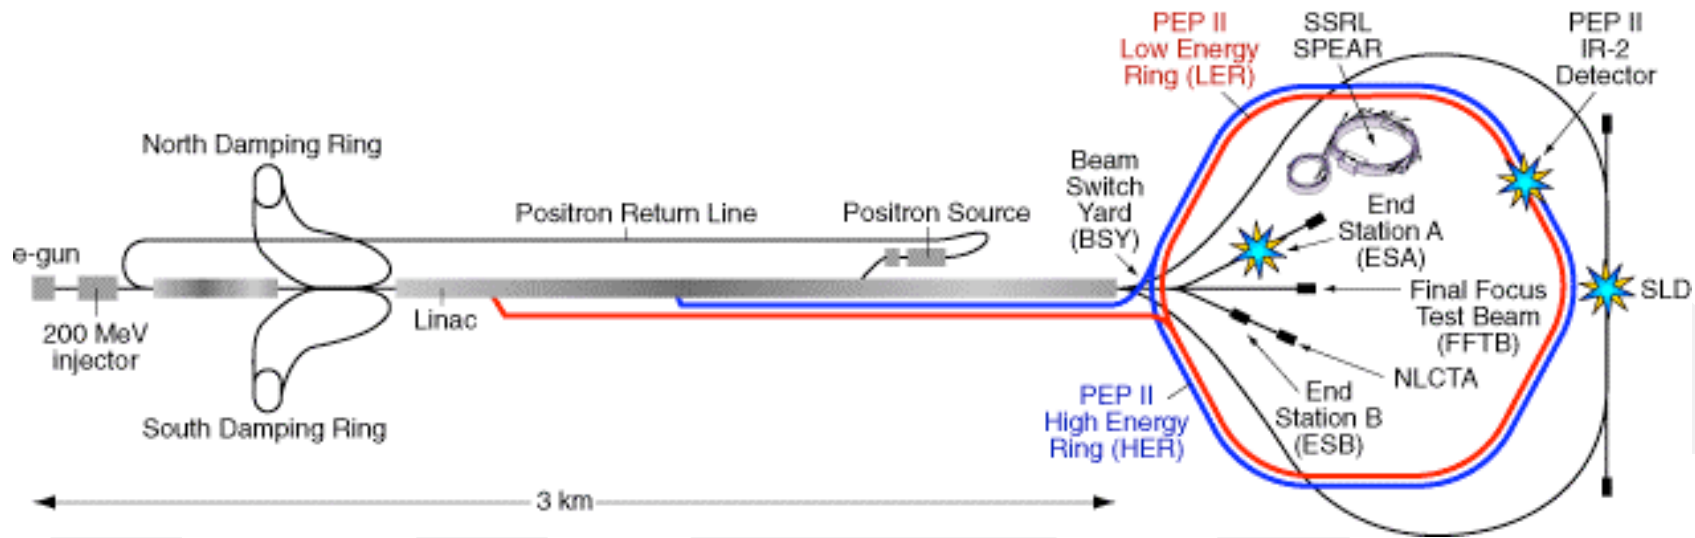 PEP II
Low Energy
Ring (LER)
SSRL
SPEAR
PEP II
IR-2
Detector
North Damping Ring
Beam
Switch
Yard
(BSY)
Positron Return Line
Positron Source
End
Station A
(ESA)
e-gun
200 MeV
injector
Linac
Final Focus
Test Beam
(FFTB)
SLD
NLCTA
South Damping Ring
PEP II
High Energy
Ring (HER)
End
Station B
(ESB)
3 km